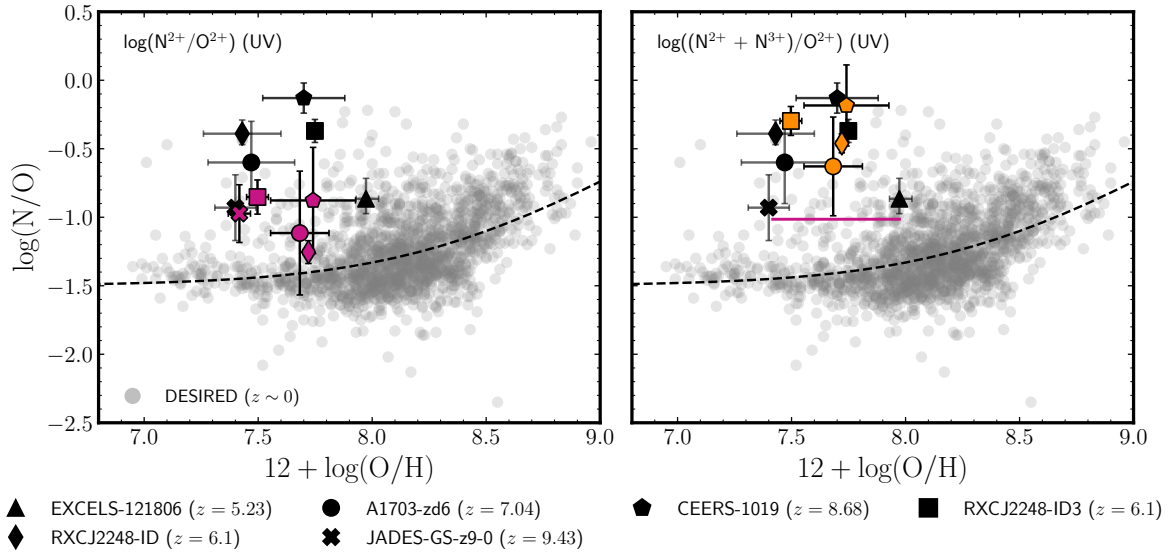 log(N²⁺/O²⁺) (UV)
log((N²⁺ + N³⁺)/O²⁺) (UV)
log(N/O)
0.5
0.0
−0.5
−1.0
−1.5
−2.0
−2.5
DESIRED (z ∼ 0)
7.0 7.5 8.0 8.5 9.0
7.0 7.5 8.0 8.5 9.0
12 + log(O/H)
12 + log(O/H)
EXCELS-121806 (z = 5.23)
A1703-zd6 (z = 7.04)
CEERS-1019 (z = 8.68)
RXCJ2248-ID3 (z = 6.1)
RXCJ2248-ID (z = 6.1)
JADES-GS-z9-0 (z = 9.43)